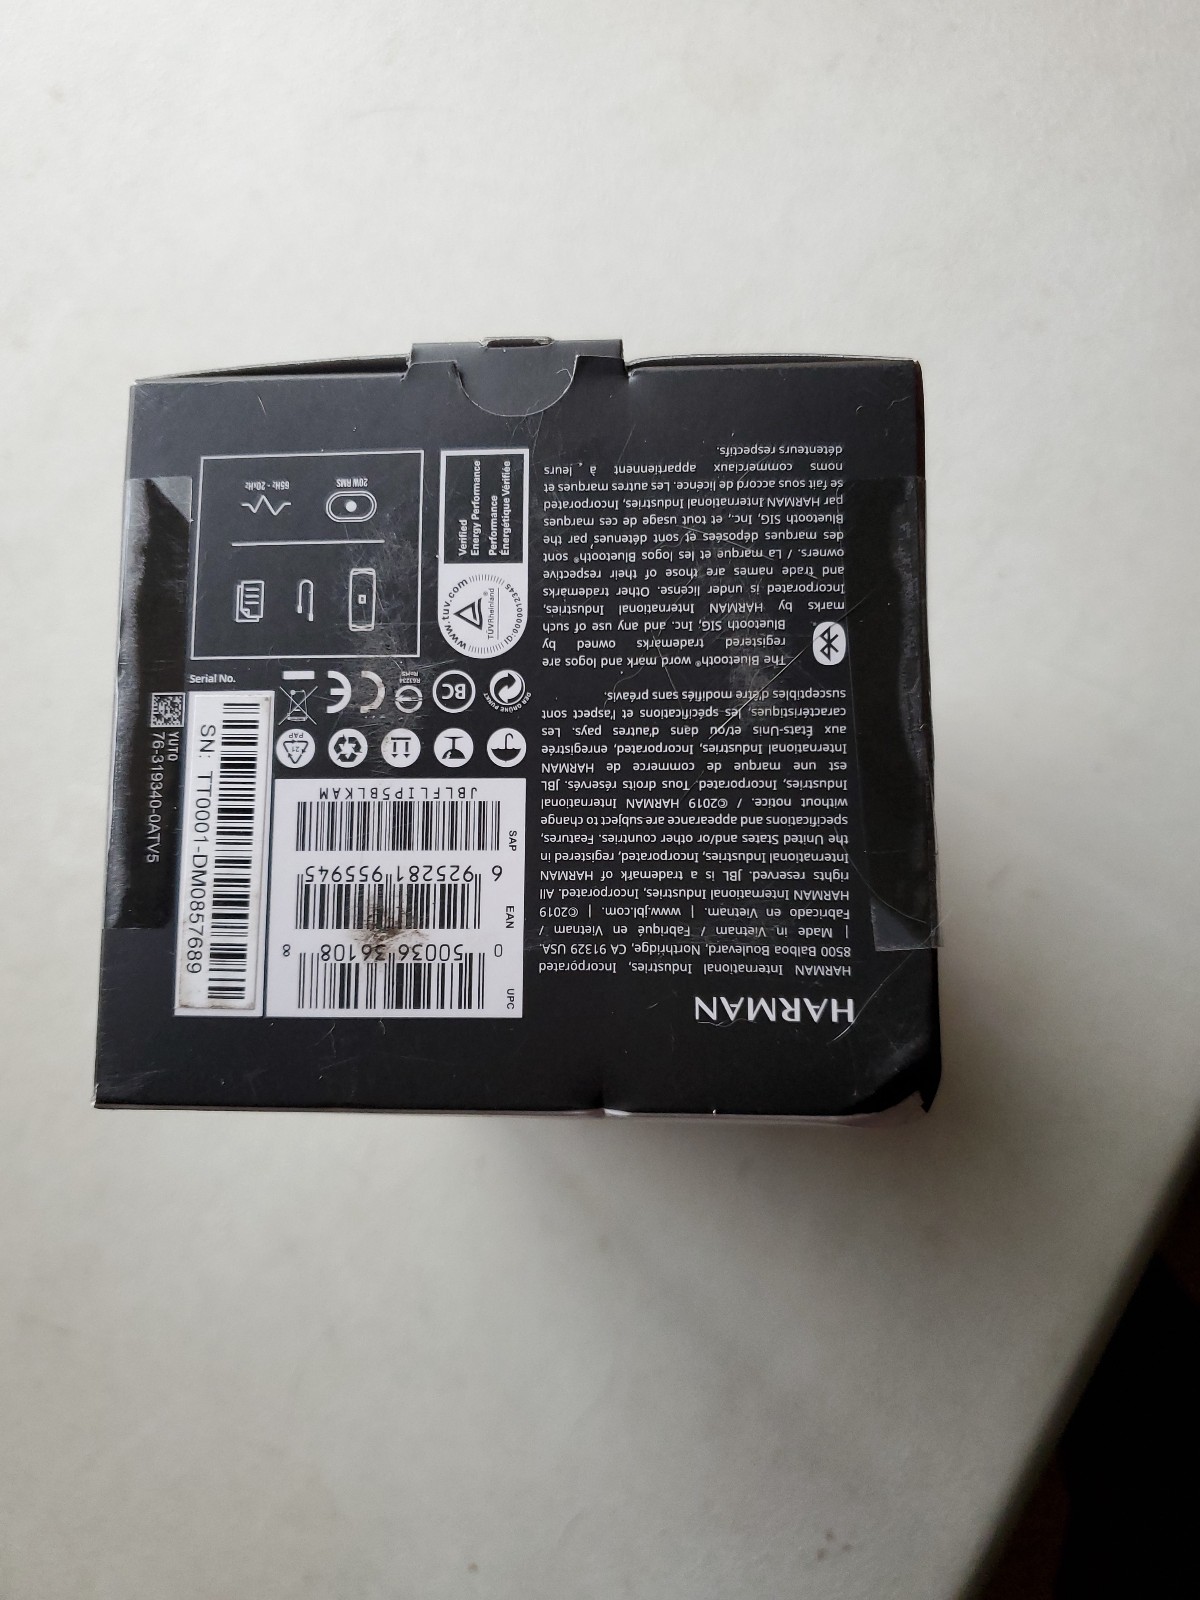 HARMAN
HARMAN International Industries, Incorporated
8500 Balboa Boulevard, Northridge, CA 91329 USA.
| Made in Vietnam / Fabriqué en Vietnam /
Fabricado en Vietnam. | www.jbl.com. | ©2019
HARMAN International Industries, Incorporated. All
rights reserved. JBL is a trademark of HARMAN
International Industries, Incorporated, registered in
the United States and/or other countries. Features,
specifications and appearance are subject to change
without notice. / ©2019 HARMAN International
Industries, Incorporated. Tous droits réservés. JBL
est une marque de commerce de HARMAN
International Industries, Incorporated, enregistrée
aux États-Unis et/ou dans d'autres pays. Les
caractéristiques, les spécifications et l'aspect sont
susceptibles d'être modifiés sans préavis.
The Bluetooth® word mark and logos are
registered trademarks owned by
Bluetooth SIG, Inc. and any use of such
marks by HARMAN International Industries,
Incorporated is under license. Other trademarks
and trade names are those of their respective
owners. / La marque et les logos Bluetooth® sont
des marques déposées et sont détenues par the
Bluetooth SIG, Inc., et tout usage de ces marques
par HARMAN International Industries, Incorporated
se fait sous accord de licence. Les autres marques et
noms commerciaux appartiennent à leurs
détenteurs respectifs.
UPC
0 50036 36108 8
EAN
6 925281 955945
SAP
JBLFLIP5BLKAM
21
PAP
DER GRÜNE PUNKT
BC
R63234
RoHS
CE
www.tuv.com
TÜVRheinland®
ID:0000012345
Verified
Energy Performance
Performance
Énergétique Vérifiée
20W RMS
65Hz - 20kHz
Serial No.
SN: TT0001-DM0857689
YUTO
76-319340-0ATV5